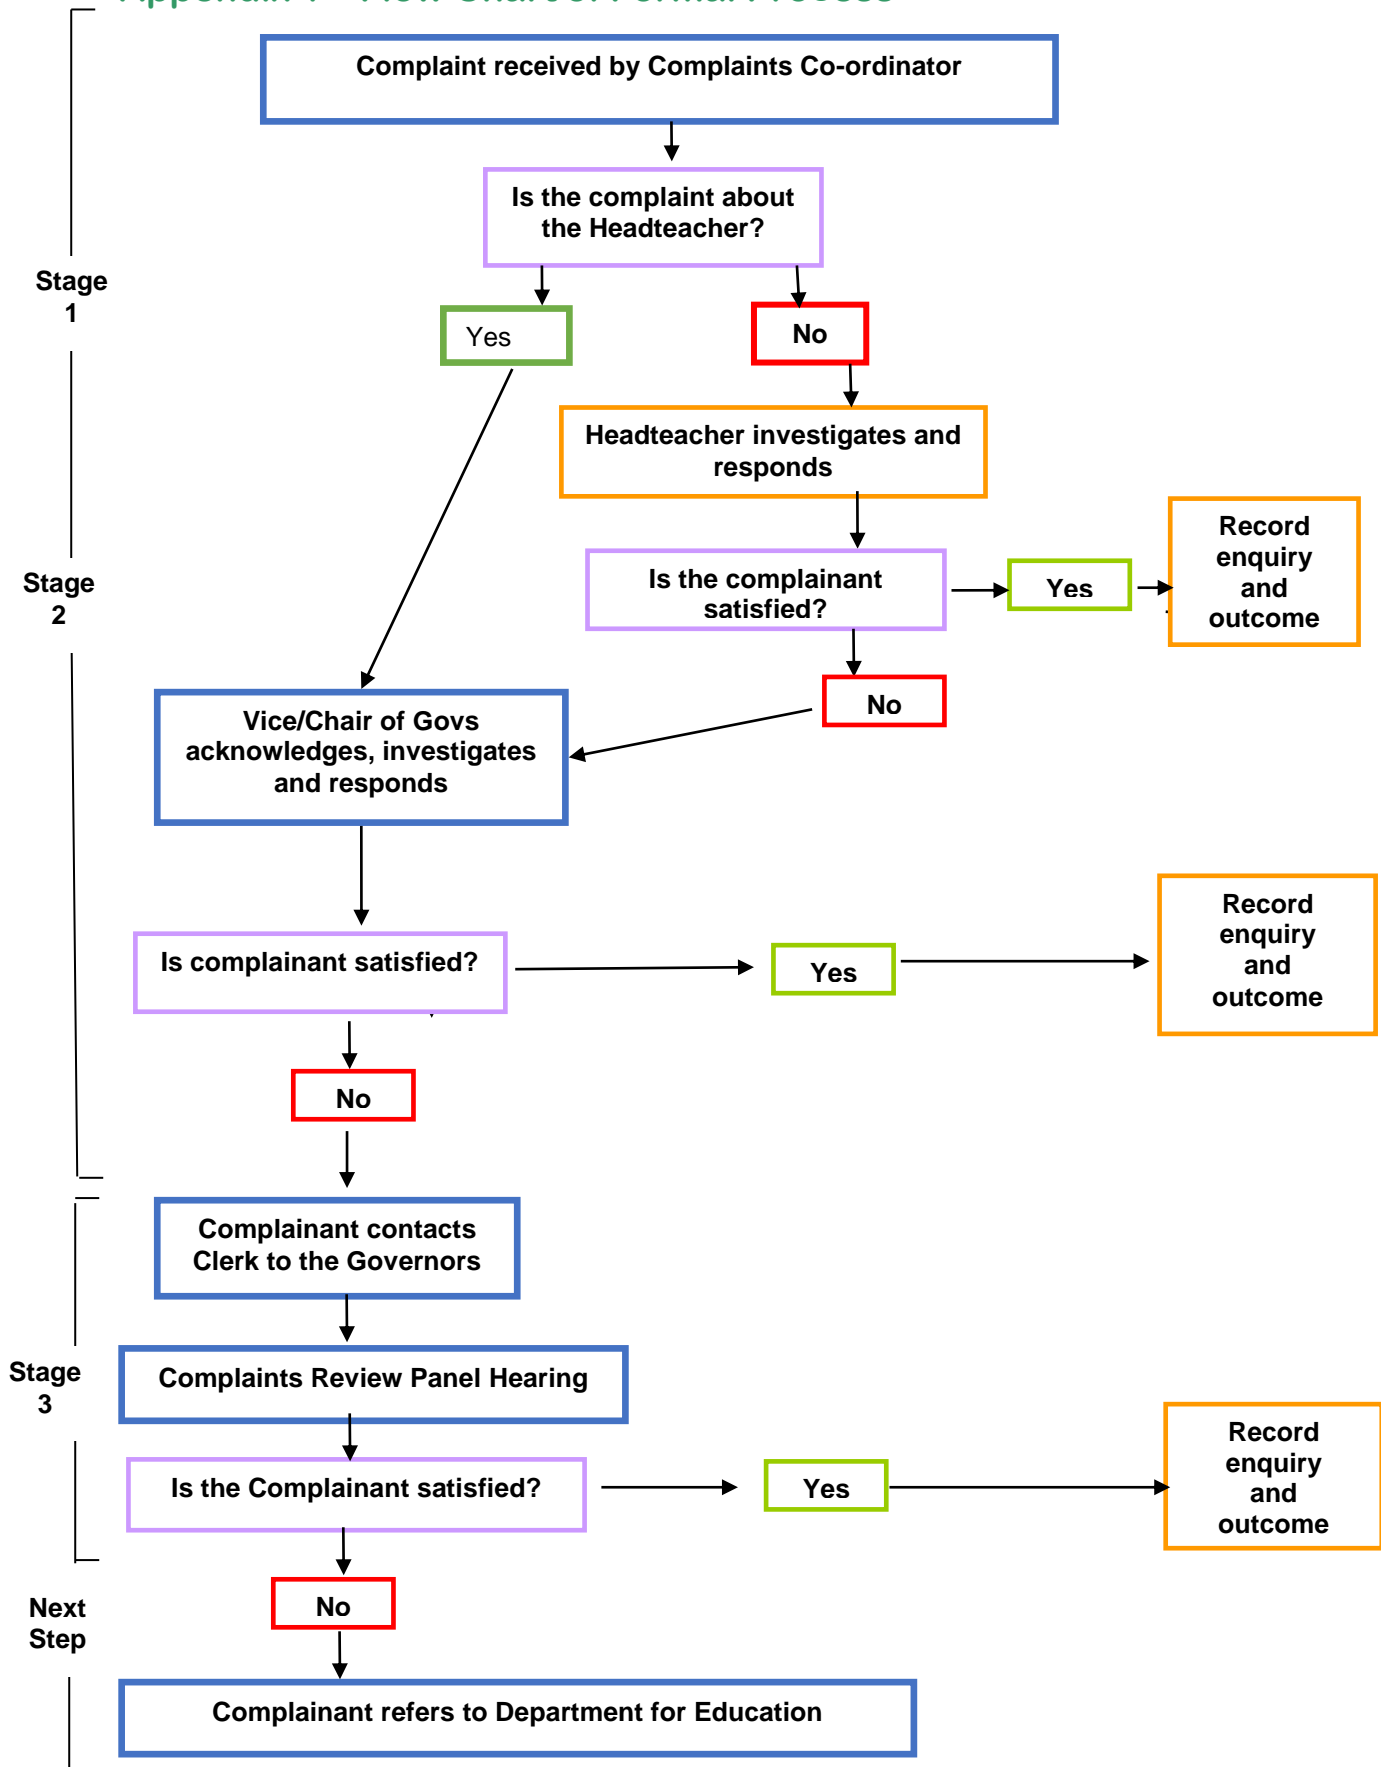 Complaint received by Complaints Co-ordinator
Is the complaint about
the Headteacher?
Stage
1
Yes
No
Headteacher investigates and
responds
Stage
2
Is the complainant
satisfied?
Yes
Record
enquiry
and
outcome
No
Vice/Chair of Govs
acknowledges, investigates
and responds
Is complainant satisfied?
Yes
Record
enquiry
and
outcome
No
Complainant contacts
Clerk to the Governors
Stage
3
Complaints Review Panel Hearing
Is the Complainant satisfied?
Yes
Record
enquiry
and
outcome
Next
Step
No
Complainant refers to Department for Education